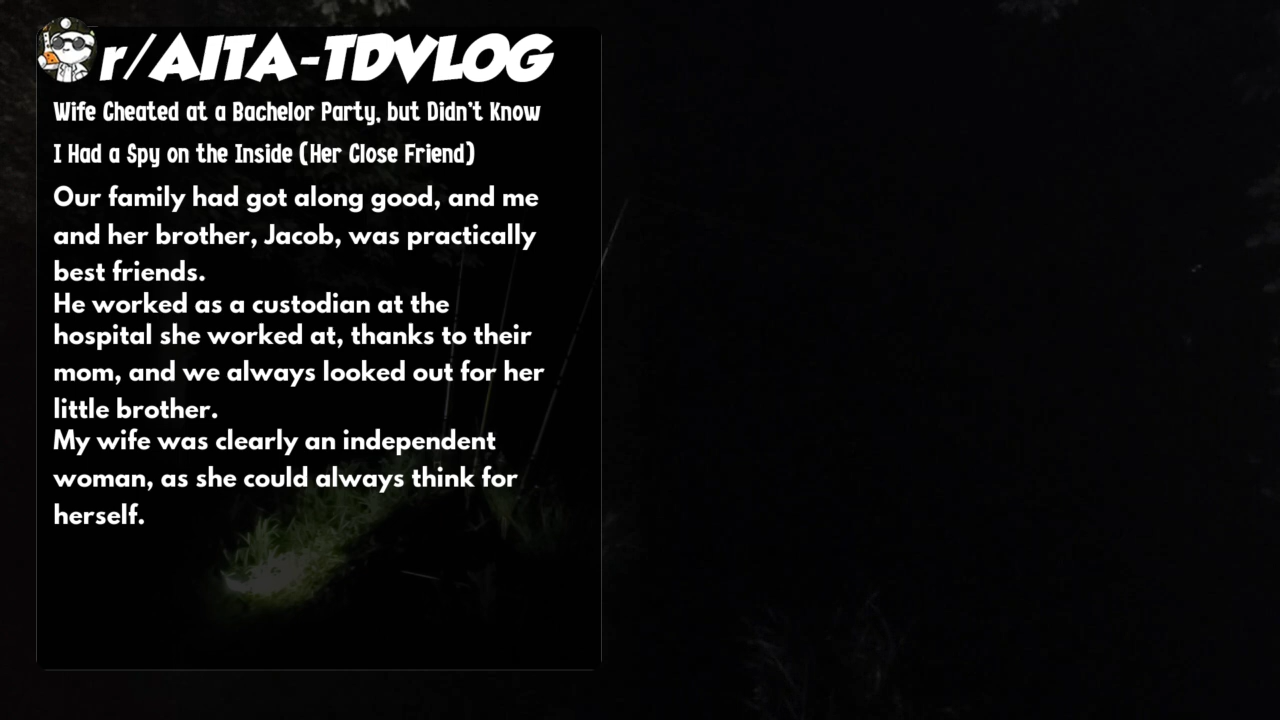 r/AITA-TDVLOG
Wife Cheated at a Bachelor Party, but Didn't Know
I Had a Spy on the Inside (Her Close Friend)
Our family had got along good, and me
and her brother, Jacob, was practically
best friends.
He worked as a custodian at the
hospital she worked at, thanks to their
mom, and we always looked out for her
little brother.
My wife was clearly an independent
woman, as she could always think for
herself.